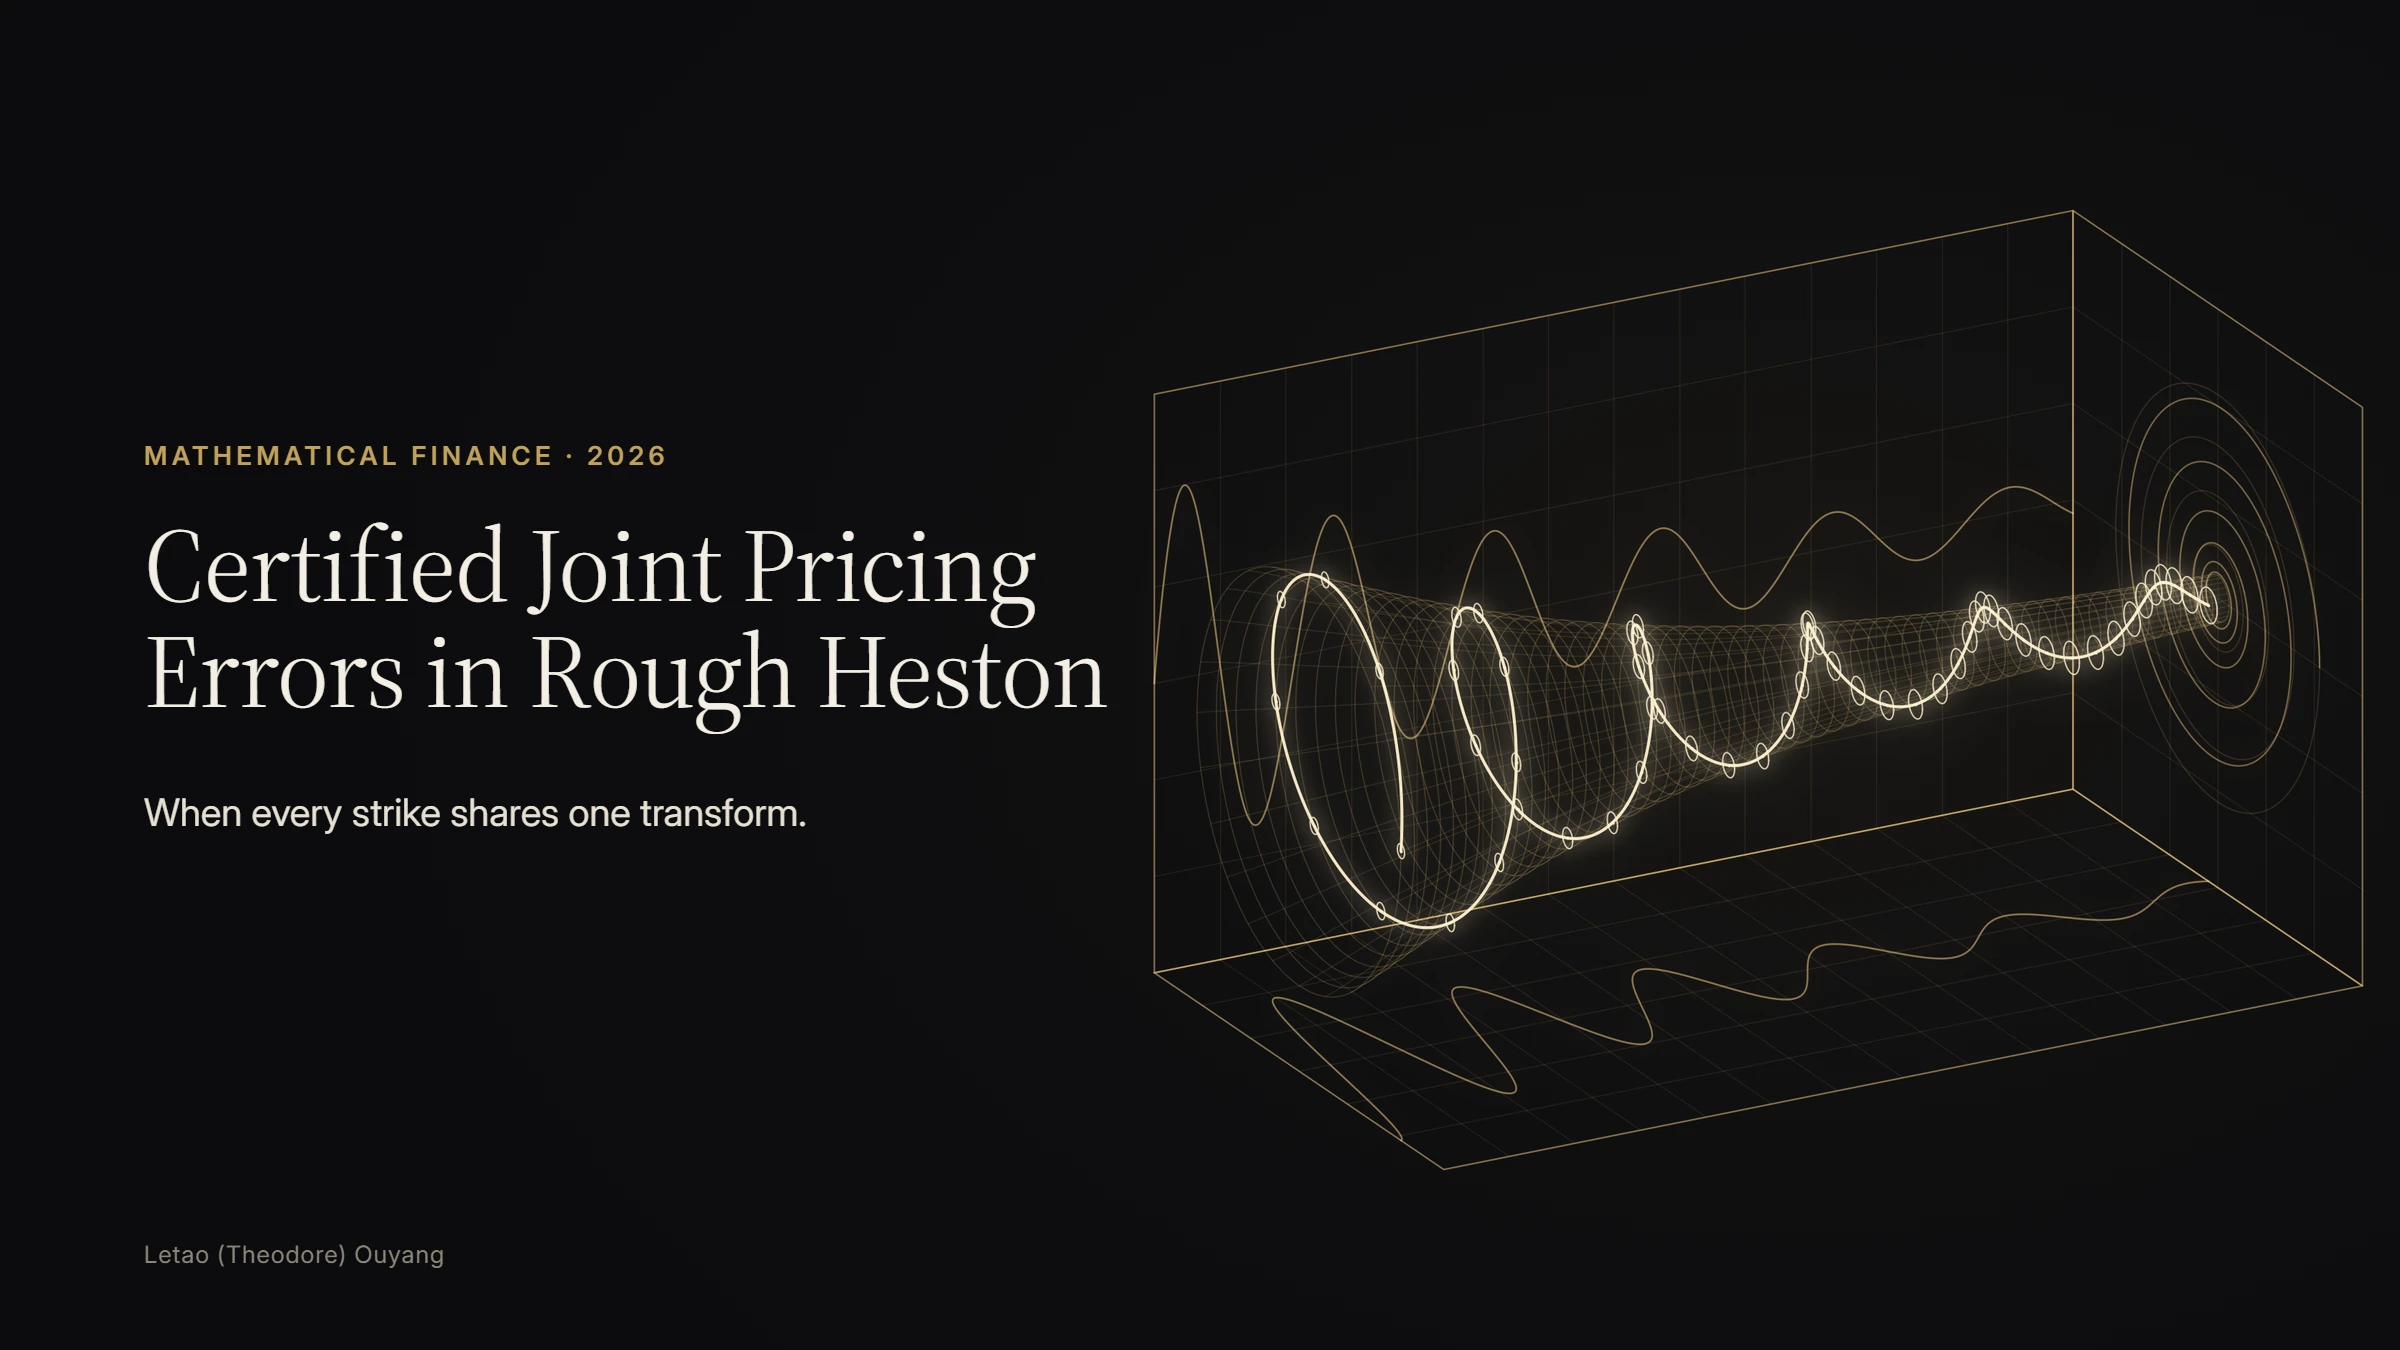 MATHEMATICAL FINANCE · 2026
Certified Joint Pricing
Errors in Rough Heston
When every strike shares one transform.
Letao (Theodore) Ouyang